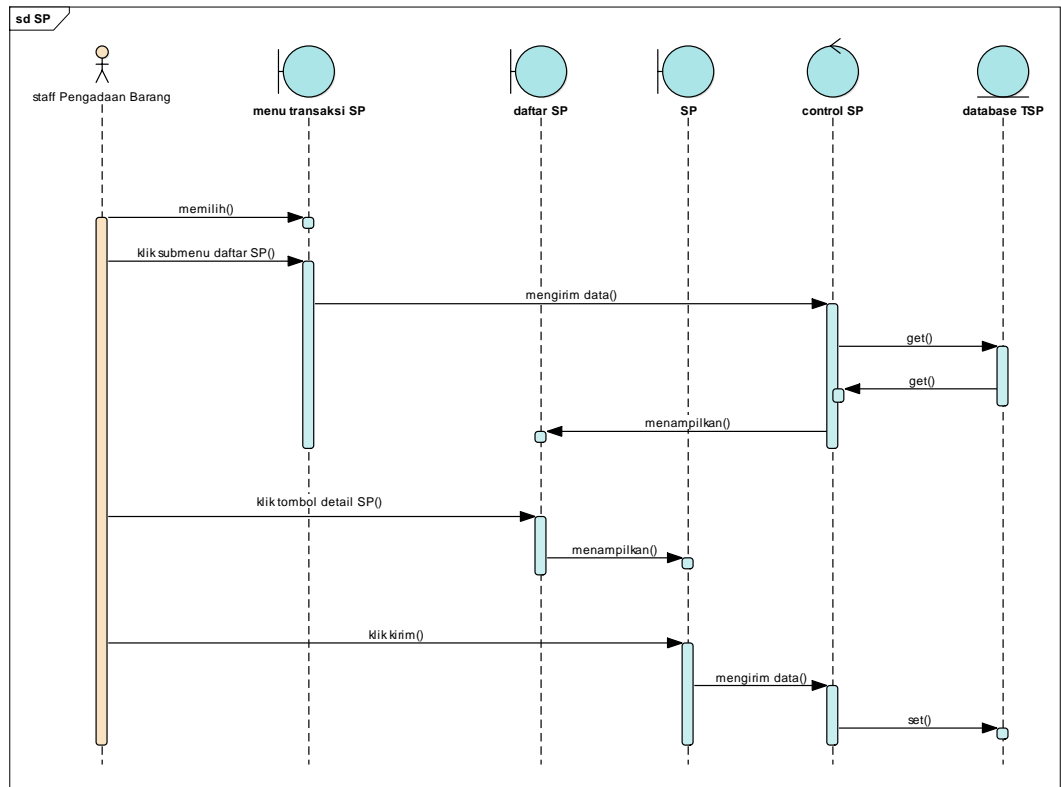 sd SP
staff Pengadaan Barang
menu transaksi SP
daftar SP
SP
control SP
database TSP
memilih()
klik submenu daftar SP()
mengirim data()
get()
get()
menampilkan()
klik tombol detail SP()
menampilkan()
klik kirim()
mengirim data()
set()